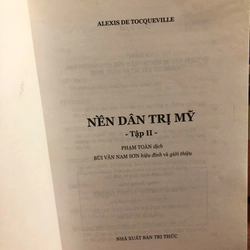 ALEXIS DE TOCQUEVILLE
NỀN DÂN TRỊ MỸ
- Tập II -
PHẠM TOÀN dịch
BÙI VĂN NAM SƠN hiệu đính và giới thiệu
NHÀ XUẤT BẢN TRI THỨC